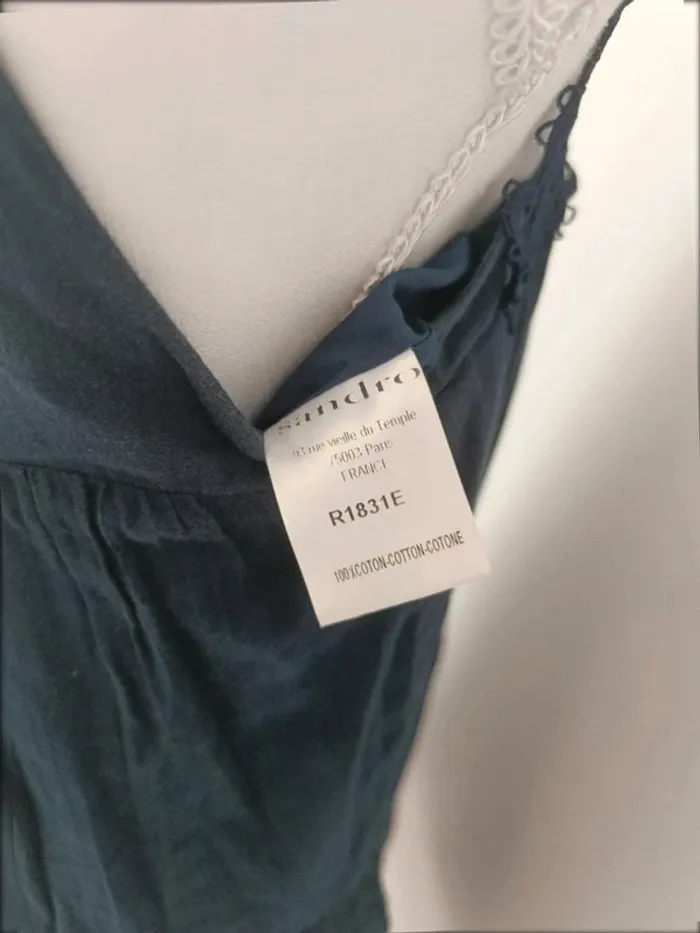 sandro
93 rue vieille du Temple
75003 Paris
FRANCE
R1831E
100%COTON-COTTON-COTONE